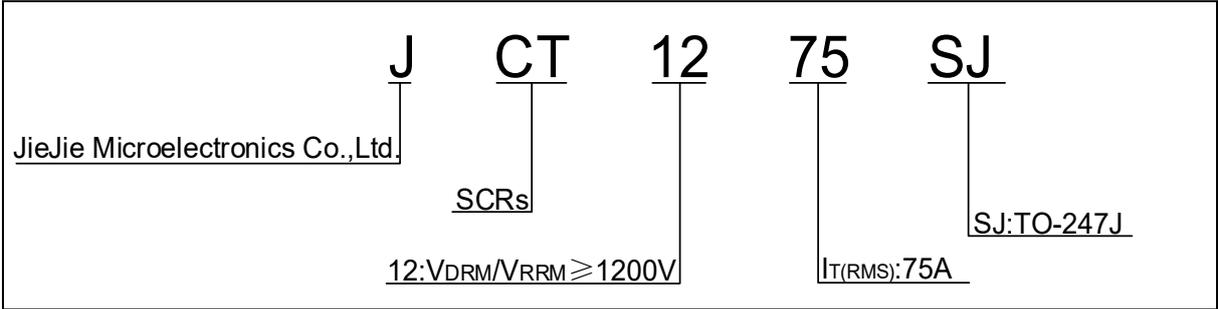 J CT 12 75 SJ
JieJie Microelectronics Co.,Ltd.
SCRs
SJ:TO-247J
12:VDRM/VRRM≥1200V
IT(RMS):75A